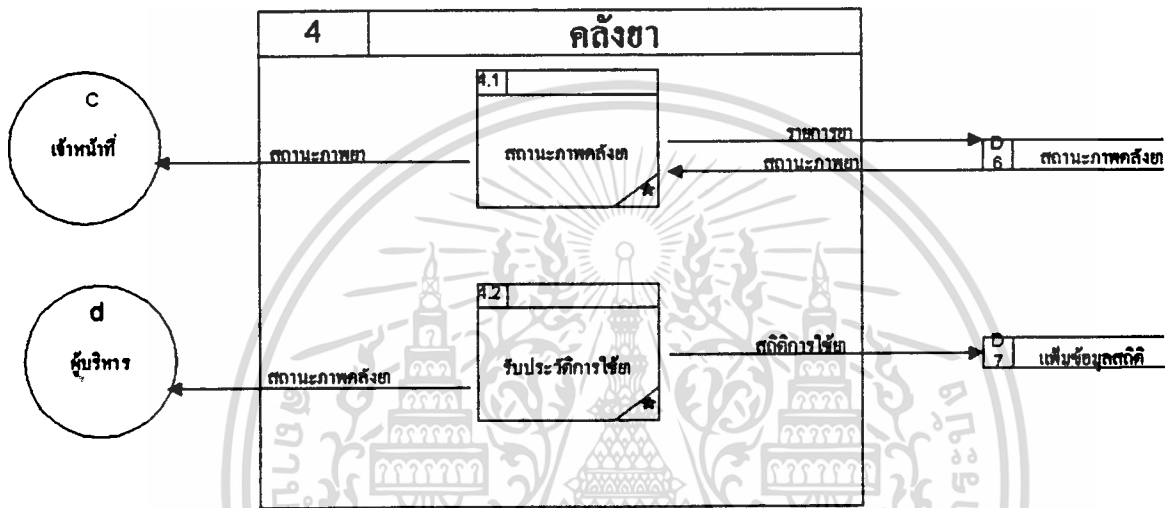 4 คลังยา
4.1
C
เจ้าหน้าที่
สถานะภาพยา
สถานะภาพคลังยา
รายการยา
สถานะภาพยา
D
6
สถานะภาพคลังยา
4.2
d
ผู้บริหาร
สถานะภาพคลังยา
รับประวัติการใช้ยา
สถิติการใช้ยา
D
7
แฟ้มข้อมูลสถิติ